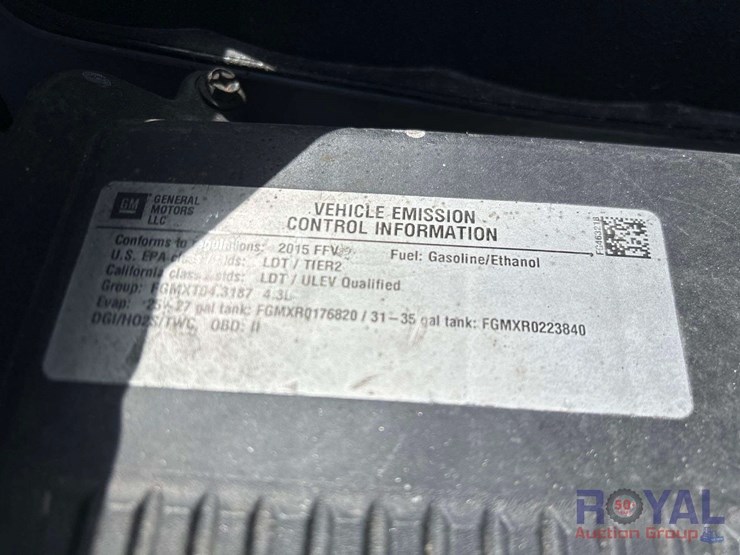 GM GENERAL MOTORS LLC
VEHICLE EMISSION
CONTROL INFORMATION
Conforms to regulations: 2015 FFV Fuel: Gasoline/Ethanol
U.S. EPA class/stds: LDT / TIER2
California class/stds: LDT / ULEV Qualified
Group: FGMXT04.3187 4.3L
Evap: 25-27 gal tank: FGMXR0176820 / 31-35 gal tank: FGMXR0223840
DGI/HO2S/TWC, OBD: II
50
ROYAL
Auction Group